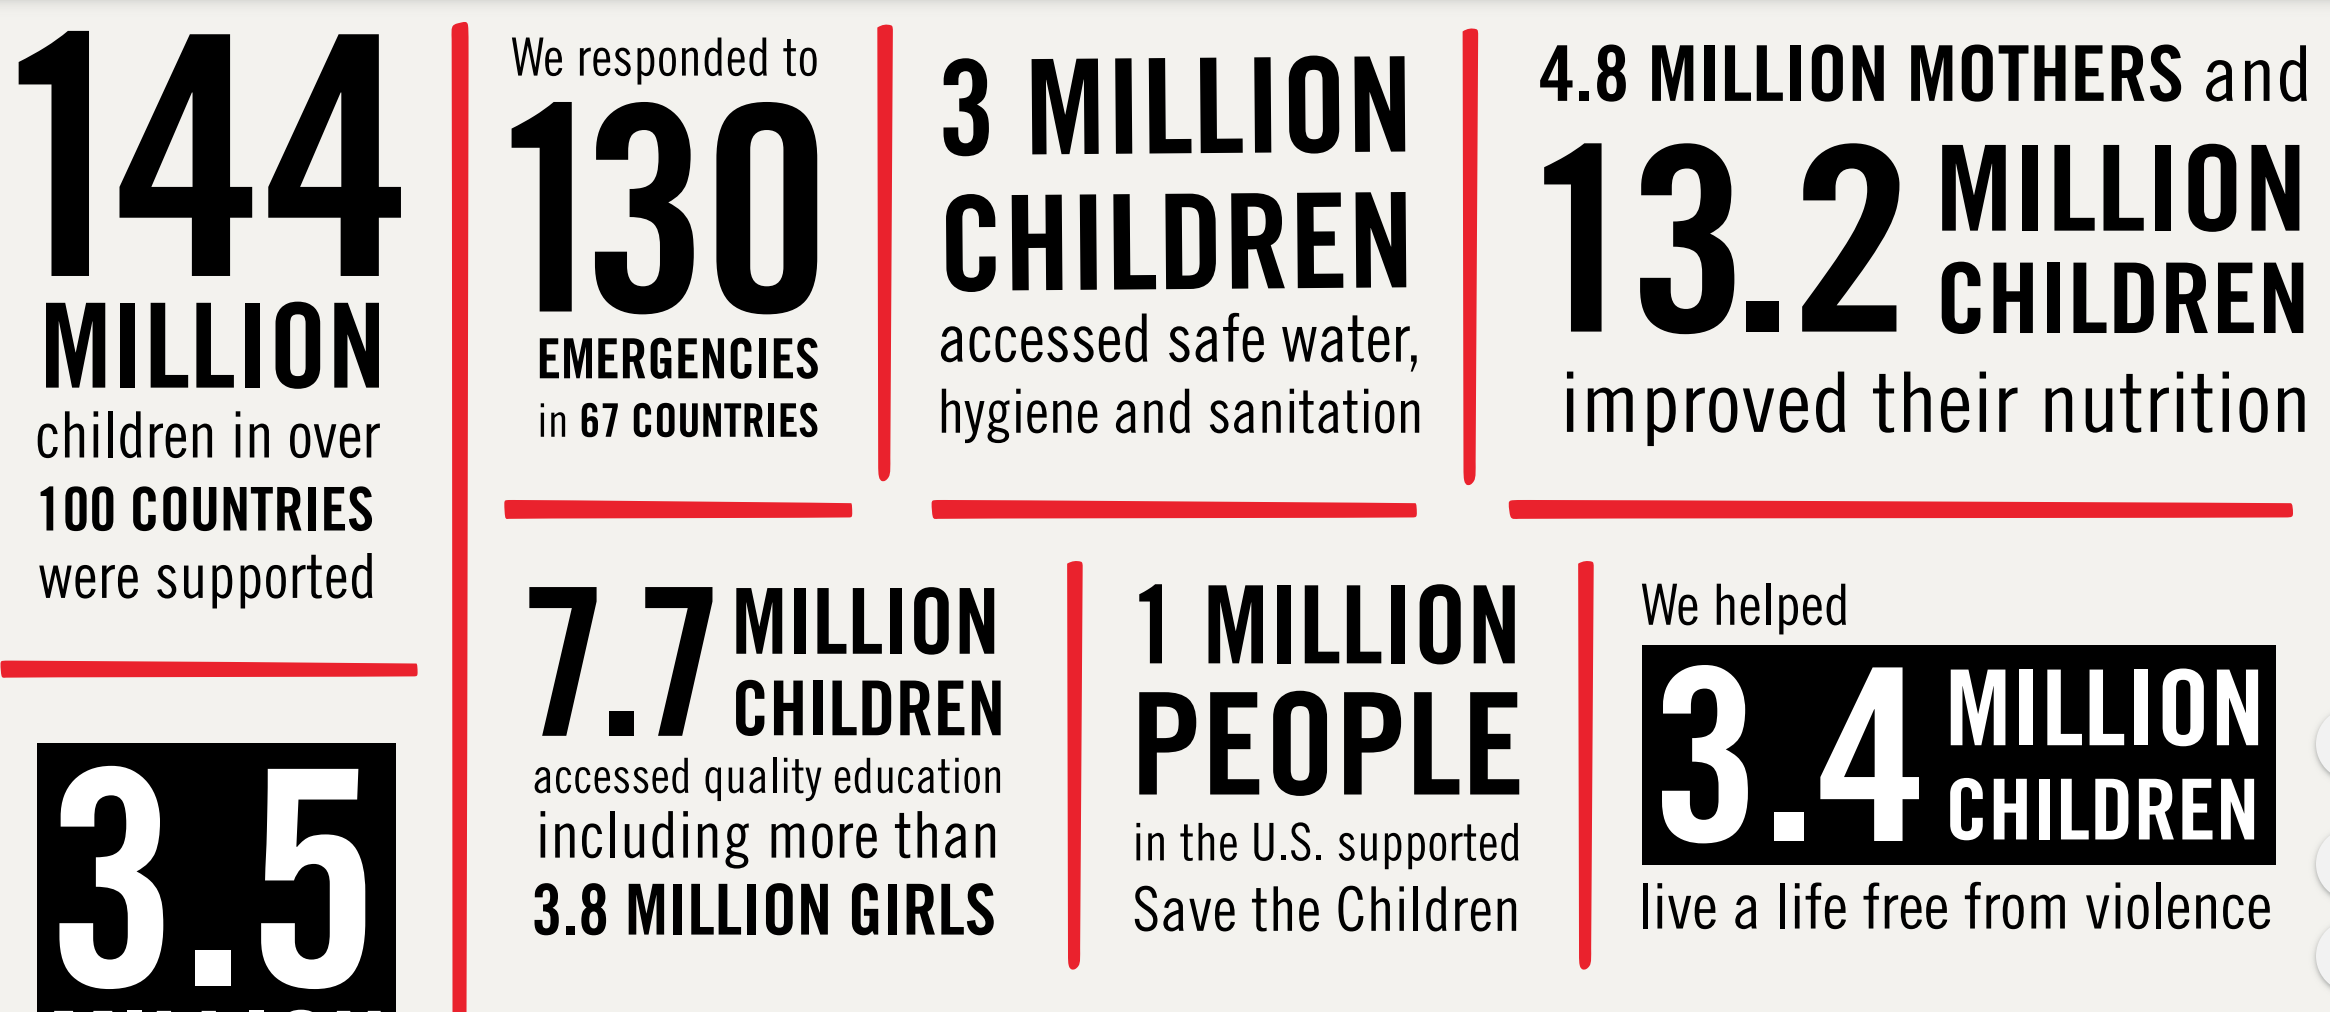 144
MILLION
children in over
100 COUNTRIES
were supported
3.5
We responded to
130
EMERGENCIES
in 67 COUNTRIES
3 MILLION
CHILDREN
accessed safe water,
hygiene and sanitation
4.8 MILLION MOTHERS and
13.2 MILLION
CHILDREN
improved their nutrition
7.7 MILLION
CHILDREN
accessed quality education
including more than
3.8 MILLION GIRLS
1 MILLION
PEOPLE
in the U.S. supported
Save the Children
We helped
3.4 MILLION
CHILDREN
live a life free from violence